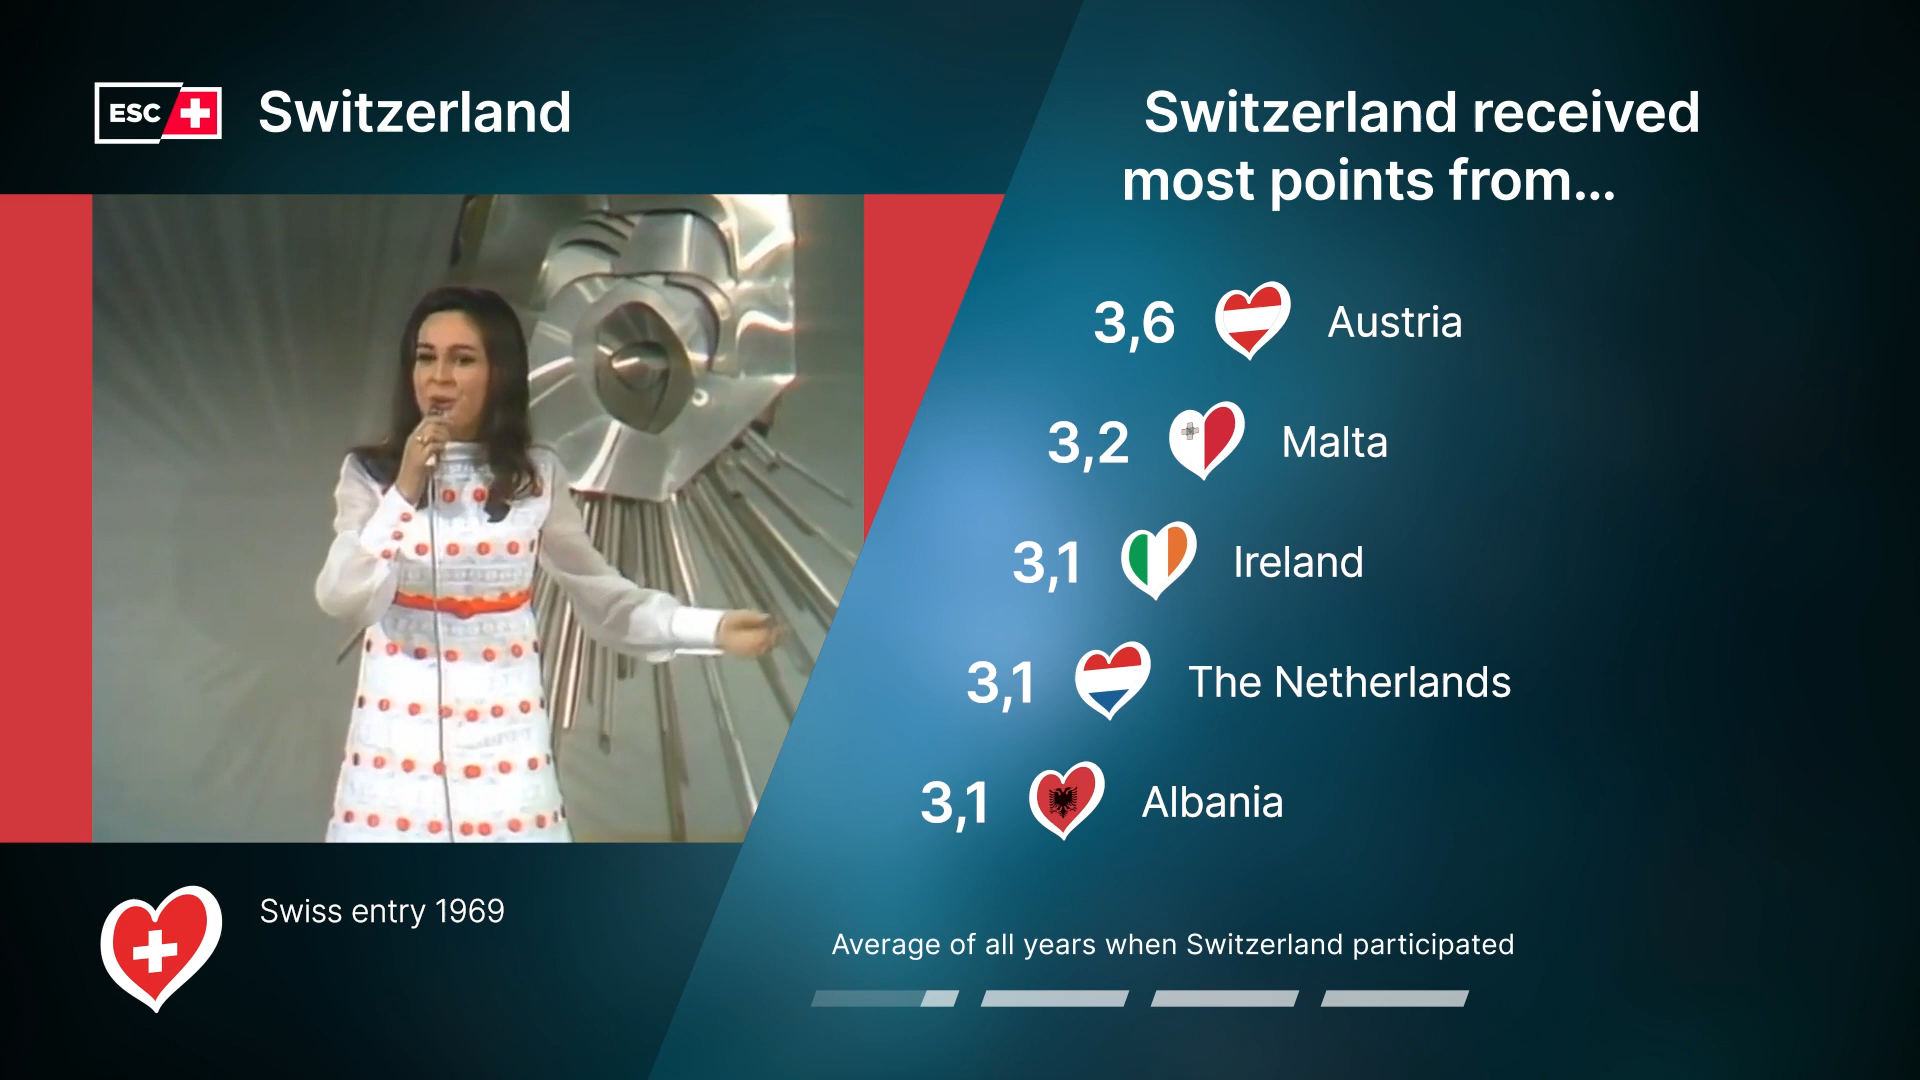 ESC
Switzerland
Switzerland received
most points from...
3,6 Austria
3,2 Malta
3,1 Ireland
3,1 The Netherlands
3,1 Albania
Swiss entry 1969
Average of all years when Switzerland participated